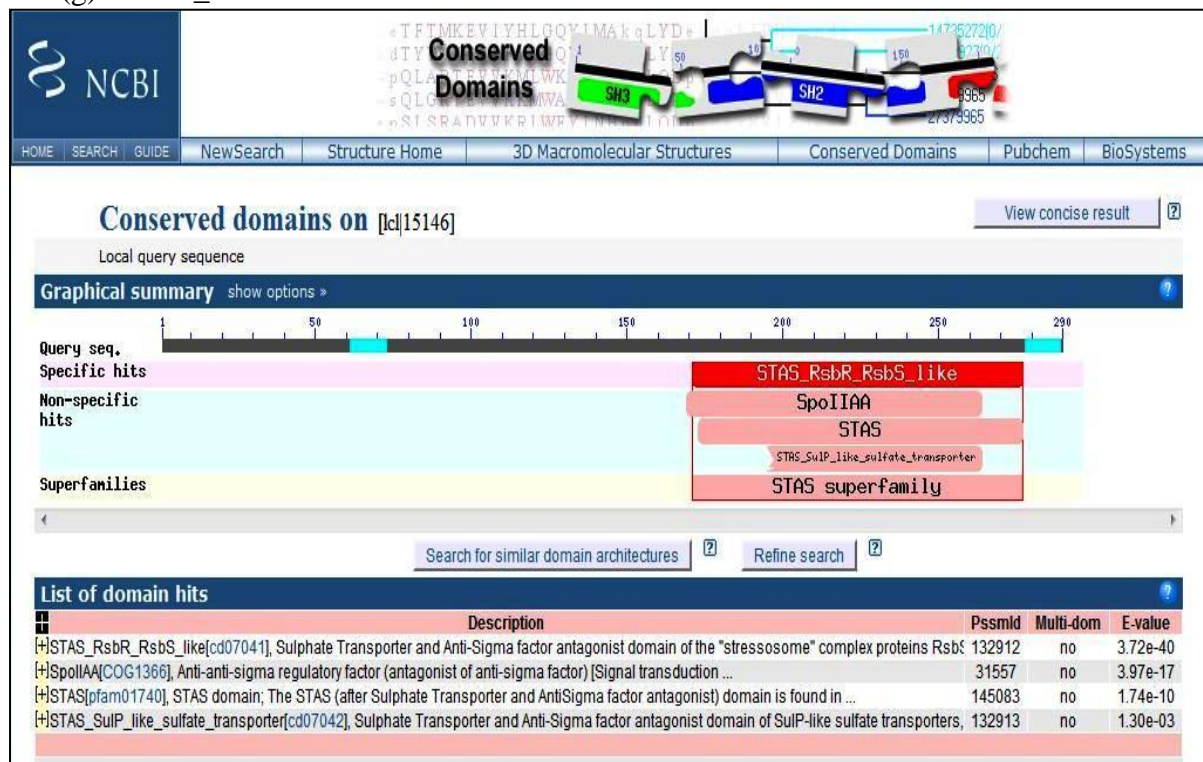 (g)
NCBI
Conserved
Domains
SH3
SH2
HOME SEARCH GUIDE NewSearch Structure Home 3D Macromolecular Structures Conserved Domains Pubchem BioSystems
Conserved domains on [lcl|15146]
View concise result ?
Local query sequence
Graphical summary show options » ?
1 50 100 150 200 250 290
Query seq.
Specific hits STAS_RsbR_RsbS_like
Non-specific
hits
SpoIIAA
STAS
STAS_SulP_like_sulfate_transporter
Superfamilies STAS superfamily
Search for similar domain architectures ? Refine search ?
List of domain hits ?
Description PssmId Multi-dom E-value
[+]STAS_RsbR_RsbS_like[cd07041], Sulphate Transporter and Anti-Sigma factor antagonist domain of the "stressosome" complex proteins RsbS 132912 no 3.72e-40
[+]SpoIIAA[COG1366], Anti-anti-sigma regulatory factor (antagonist of anti-sigma factor) [Signal transduction ... 31557 no 3.97e-17
[+]STAS[pfam01740], STAS domain; The STAS (after Sulphate Transporter and AntiSigma factor antagonist) domain is found in ... 145083 no 1.74e-10
[+]STAS_SulP_like_sulfate_transporter[cd07042], Sulphate Transporter and Anti-Sigma factor antagonist domain of SulP-like sulfate transporters, 132913 no 1.30e-03